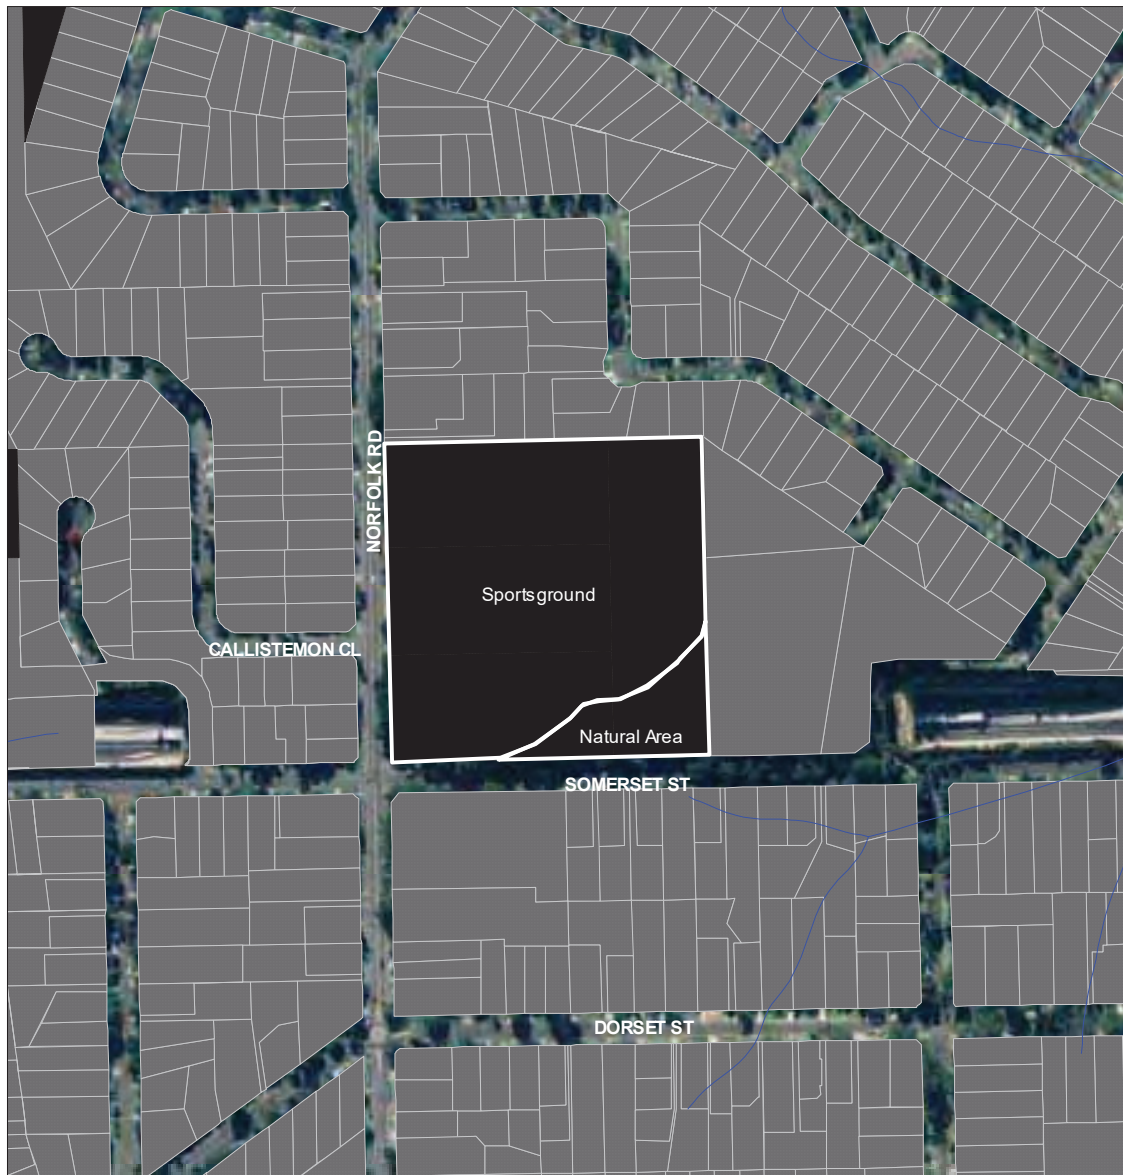 NORFOLK RD
Sportsground
CALLISTEMON CL
Natural Area
SOMERSET ST
DORSET ST